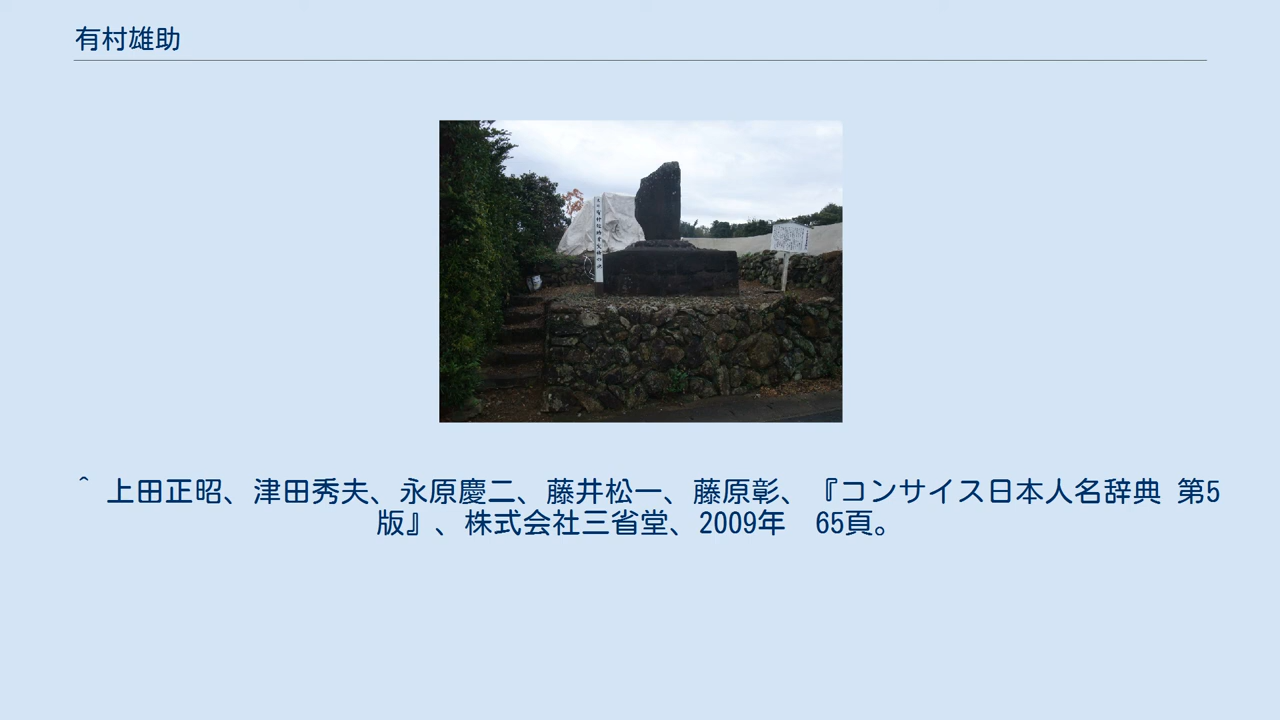 有村雄助
^ 上田正昭、津田秀夫、永原慶二、藤井松一、藤原彰、『コンサイス日本人名辞典 第5
版』、株式会社三省堂、2009年　65頁。